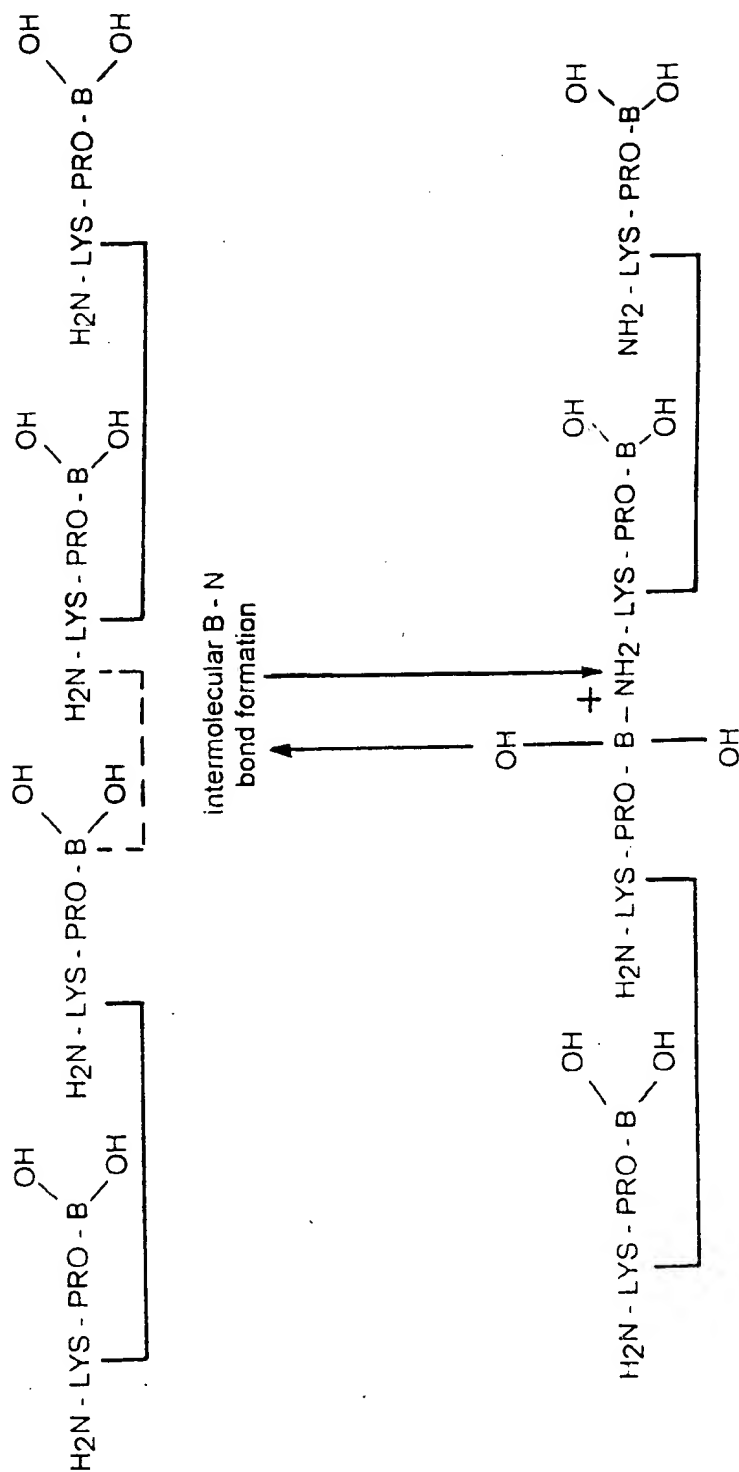 OH OH OH OH
H2N - LYS - PRO - B H2N - LYS - PRO - B H2N - LYS - PRO - B H2N - LYS - PRO - B
OH OH OH OH
intermolecular B - N
bond formation
OH OH OH OH
+
H2N - LYS - PRO - B H2N - LYS - PRO - B – NH2 - LYS - PRO - B NH2 - LYS - PRO - B
OH OH OH OH